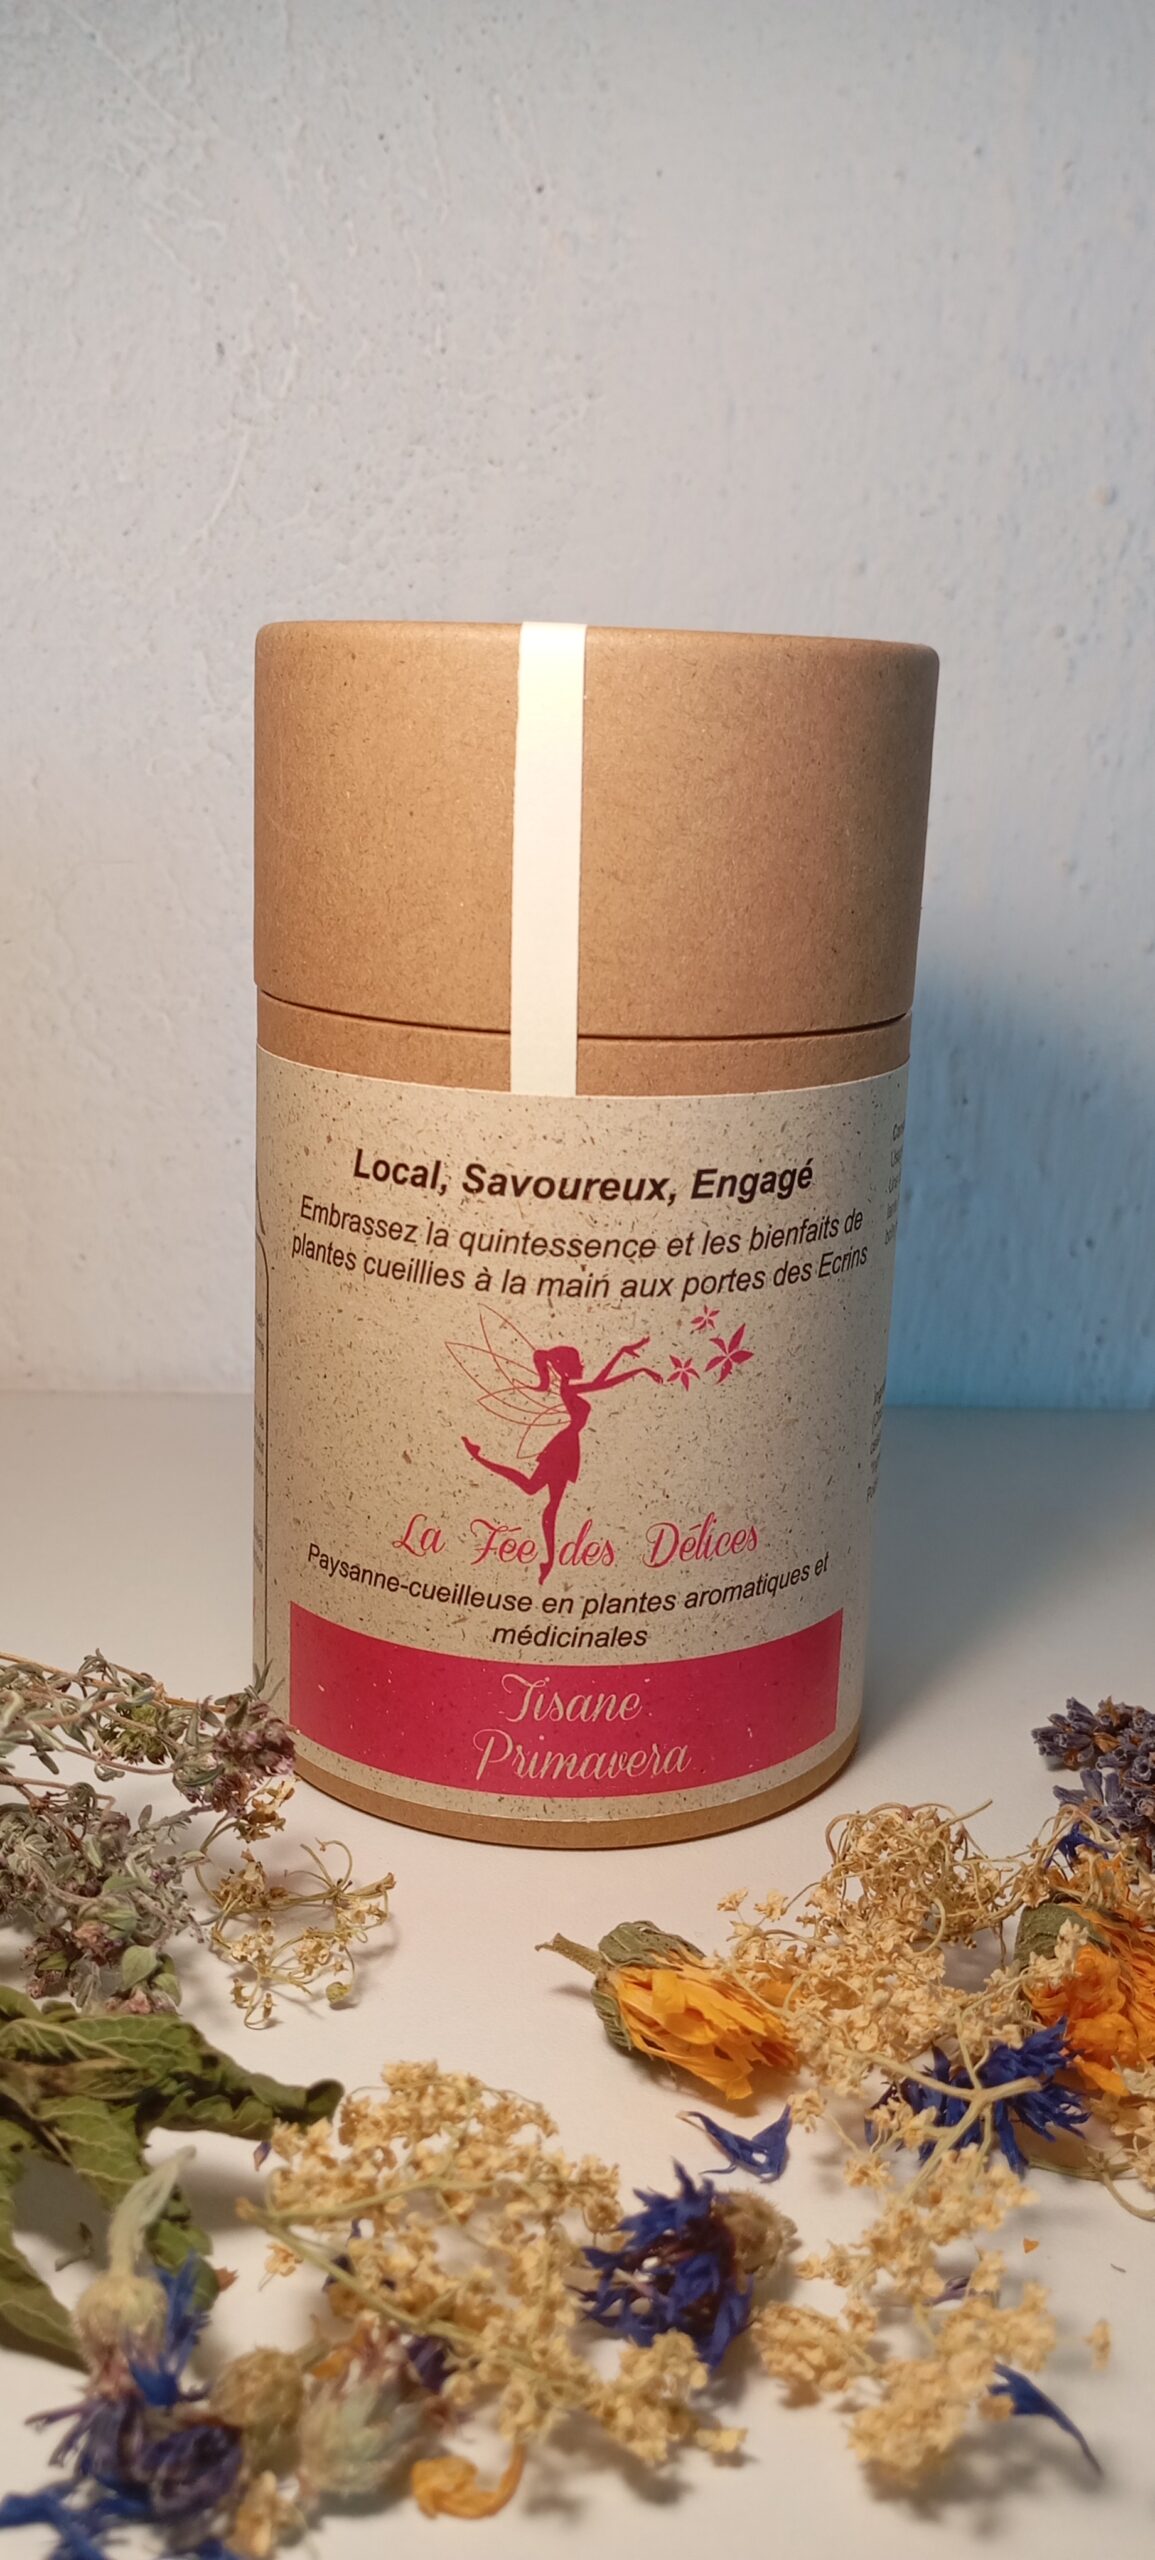 Local, Savoureux, Engagé
Embrassez la quintessence et les bienfaits de
plantes cueillies à la main aux portes des Ecrins
La Fée des Délices
Paysanne-cueilleuse en plantes aromatiques et
médicinales
Tisane
Primavera